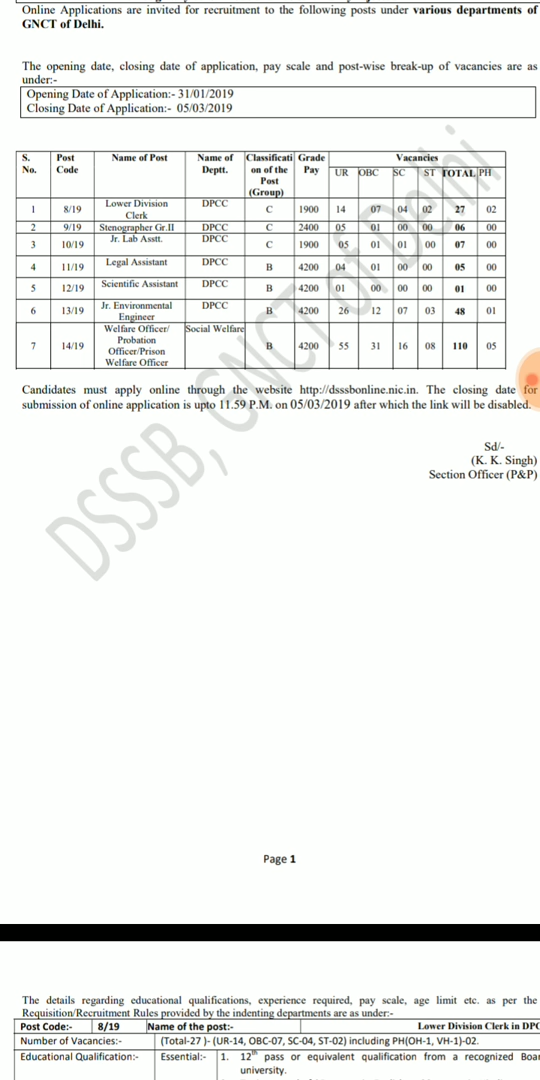 Online Applications are invited for recruitment to the following posts under various departments of
GNCT of Delhi.
The opening date, closing date of application, pay scale and post-wise break-up of vacancies are as
under:-
Opening Date of Application:- 31/01/2019
Closing Date of Application:- 05/03/2019
S. No. Post Code Name of Post Name of Deptt. Classificati on of the Post (Group) Grade Pay Vacancies
UR OBC SC ST TOTAL PH
1 8/19 Lower Division Clerk DPCC C 1900 14 07 04 02 27 02
2 9/19 Stenographer Gr.II DPCC C 2400 05 01 00 00 06 00
3 10/19 Jr. Lab Asstt. DPCC C 1900 05 01 01 00 07 00
4 11/19 Legal Assistant DPCC B 4200 04 01 00 00 05 00
5 12/19 Scientific Assistant DPCC B 4200 01 00 00 00 01 00
6 13/19 Jr. Environmental Engineer DPCC B 4200 26 12 07 03 48 01
7 14/19 Welfare Officer/ Probation Officer/Prison Welfare Officer Social Welfare B 4200 55 31 16 08 110 05
Candidates must apply online through the website http://dsssbonline.nic.in. The closing date for
submission of online application is upto 11.59 P.M. on 05/03/2019 after which the link will be disabled.
Sd/-
(K. K. Singh)
Section Officer (P&P)
DSSSB, GNCT of Delhi
Page 1
The details regarding educational qualifications, experience required, pay scale, age limit etc. as per the
Requisition/Recruitment Rules provided by the indenting departments are as under:-
Post Code:- 8/19 Name of the post:- Lower Division Clerk in DPC
Number of Vacancies:- (Total-27 )- (UR-14, OBC-07, SC-04, ST-02) including PH(OH-1, VH-1)-02.
Educational Qualification:- Essential:- 1. 12th pass or equivalent qualification from a recognized Boar
university.